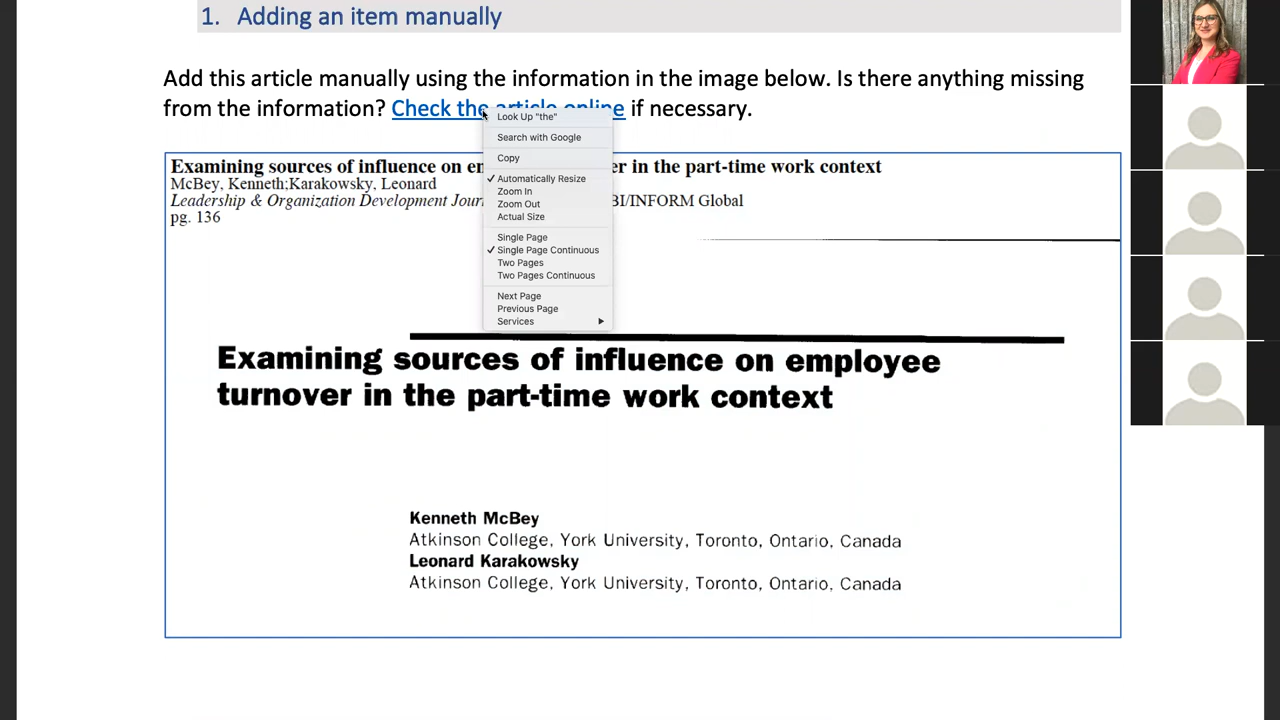 1. Adding an item manually
Add this article manually using the information in the image below. Is there anything missing
from the information? Check the article online if necessary.
Look Up "the"
Search with Google
Copy
✓ Automatically Resize
Zoom In
Zoom Out
Actual Size
Single Page
✓ Single Page Continuous
Two Pages
Two Pages Continuous
Next Page
Previous Page
Services ▶
Examining sources of influence on er in the part-time work context
McBey, Kenneth;Karakowsky, Leonard
Leadership & Organization Development BI/INFORM Global
pg. 136
Examining sources of influence on employee
turnover in the part-time work context
Kenneth McBey
Atkinson College, York University, Toronto, Ontario, Canada
Leonard Karakowsky
Atkinson College, York University, Toronto, Ontario, Canada